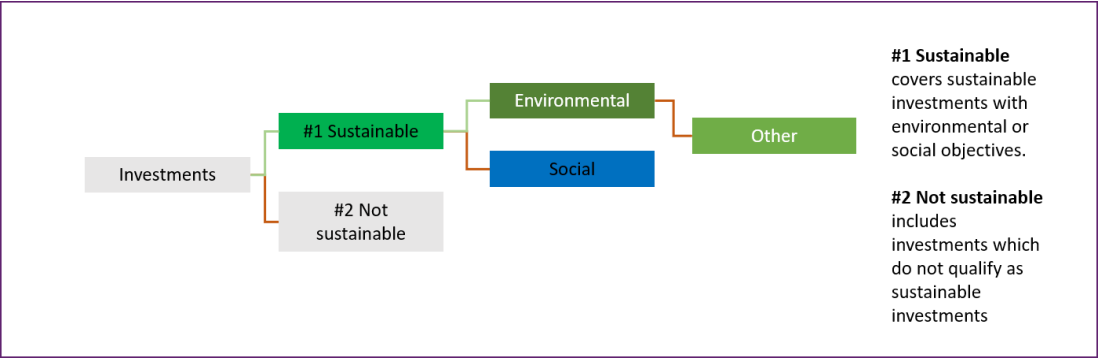 Investments
#1 Sustainable
#2 Not
sustainable
Environmental
Social
Other
#1 Sustainable
covers sustainable
investments with
environmental or
social objectives.
#2 Not sustainable
includes
investments which
do not qualify as
sustainable
investments